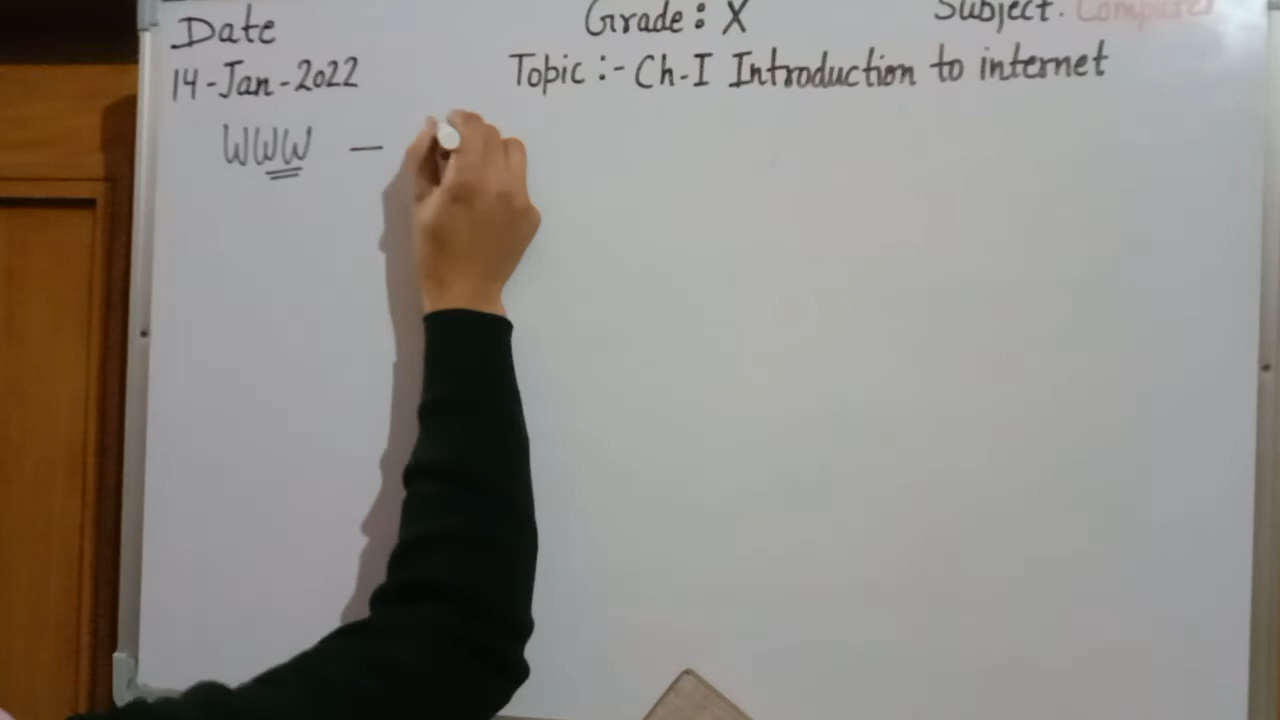 Date
Grade : X
Subject. Computer
14-Jan-2022
Topic :- Ch-I Introduction to internet
WWW -